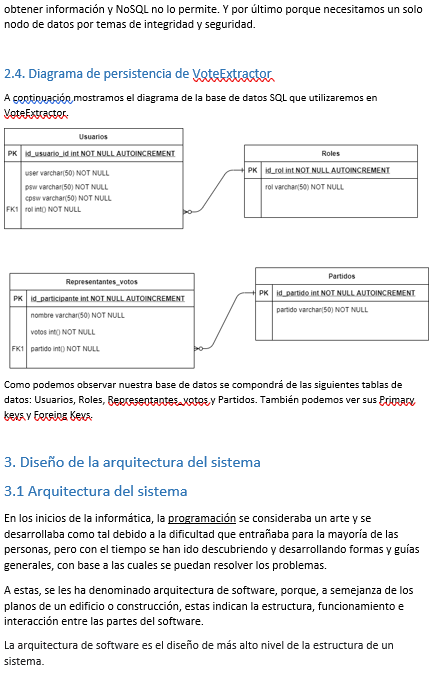 obtener información y NoSQL no lo permite. Y por último porque necesitamos un solo
nodo de datos por temas de integridad y seguridad.
2.4. Diagrama de persistencia de VoteExtractor
A continuación mostramos el diagrama de la base de datos SQL que utilizaremos en
VoteExtractor.
Usuarios
PK id_usuario_id int NOT NULL AUTOINCREMENT
user varchar(50) NOT NULL
psw varchar(50) NOT NULL
cpsw varchar(50) NOT NULL
FK1 rol int() NOT NULL
Roles
PK id_rol int NOT NULL AUTOINCREMENT
rol varchar(50) NOT NULL
Representantes_votos
PK id_participante int NOT NULL AUTOINCREMENT
nombre varchar(50) NOT NULL
votos int() NOT NULL
FK1 partido int() NOT NULL
Partidos
PK id_partido int NOT NULL AUTOINCREMENT
partido varchar(50) NOT NULL
Como podemos observar nuestra base de datos se compondrá de las siguientes tablas de
datos: Usuarios, Roles, Representantes_votos y Partidos. También podemos ver sus Primary
keys y Foreing Keys.
3. Diseño de la arquitectura del sistema
3.1 Arquitectura del sistema
En los inicios de la informática, la programación se consideraba un arte y se
desarrollaba como tal debido a la dificultad que entrañaba para la mayoría de las
personas, pero con el tiempo se han ido descubriendo y desarrollando formas y guías
generales, con base a las cuales se puedan resolver los problemas.
A estas, se les ha denominado arquitectura de software, porque, a semejanza de los
planos de un edificio o construcción, estas indican la estructura, funcionamiento e
interacción entre las partes del software.
La arquitectura de software es el diseño de más alto nivel de la estructura de un
sistema.